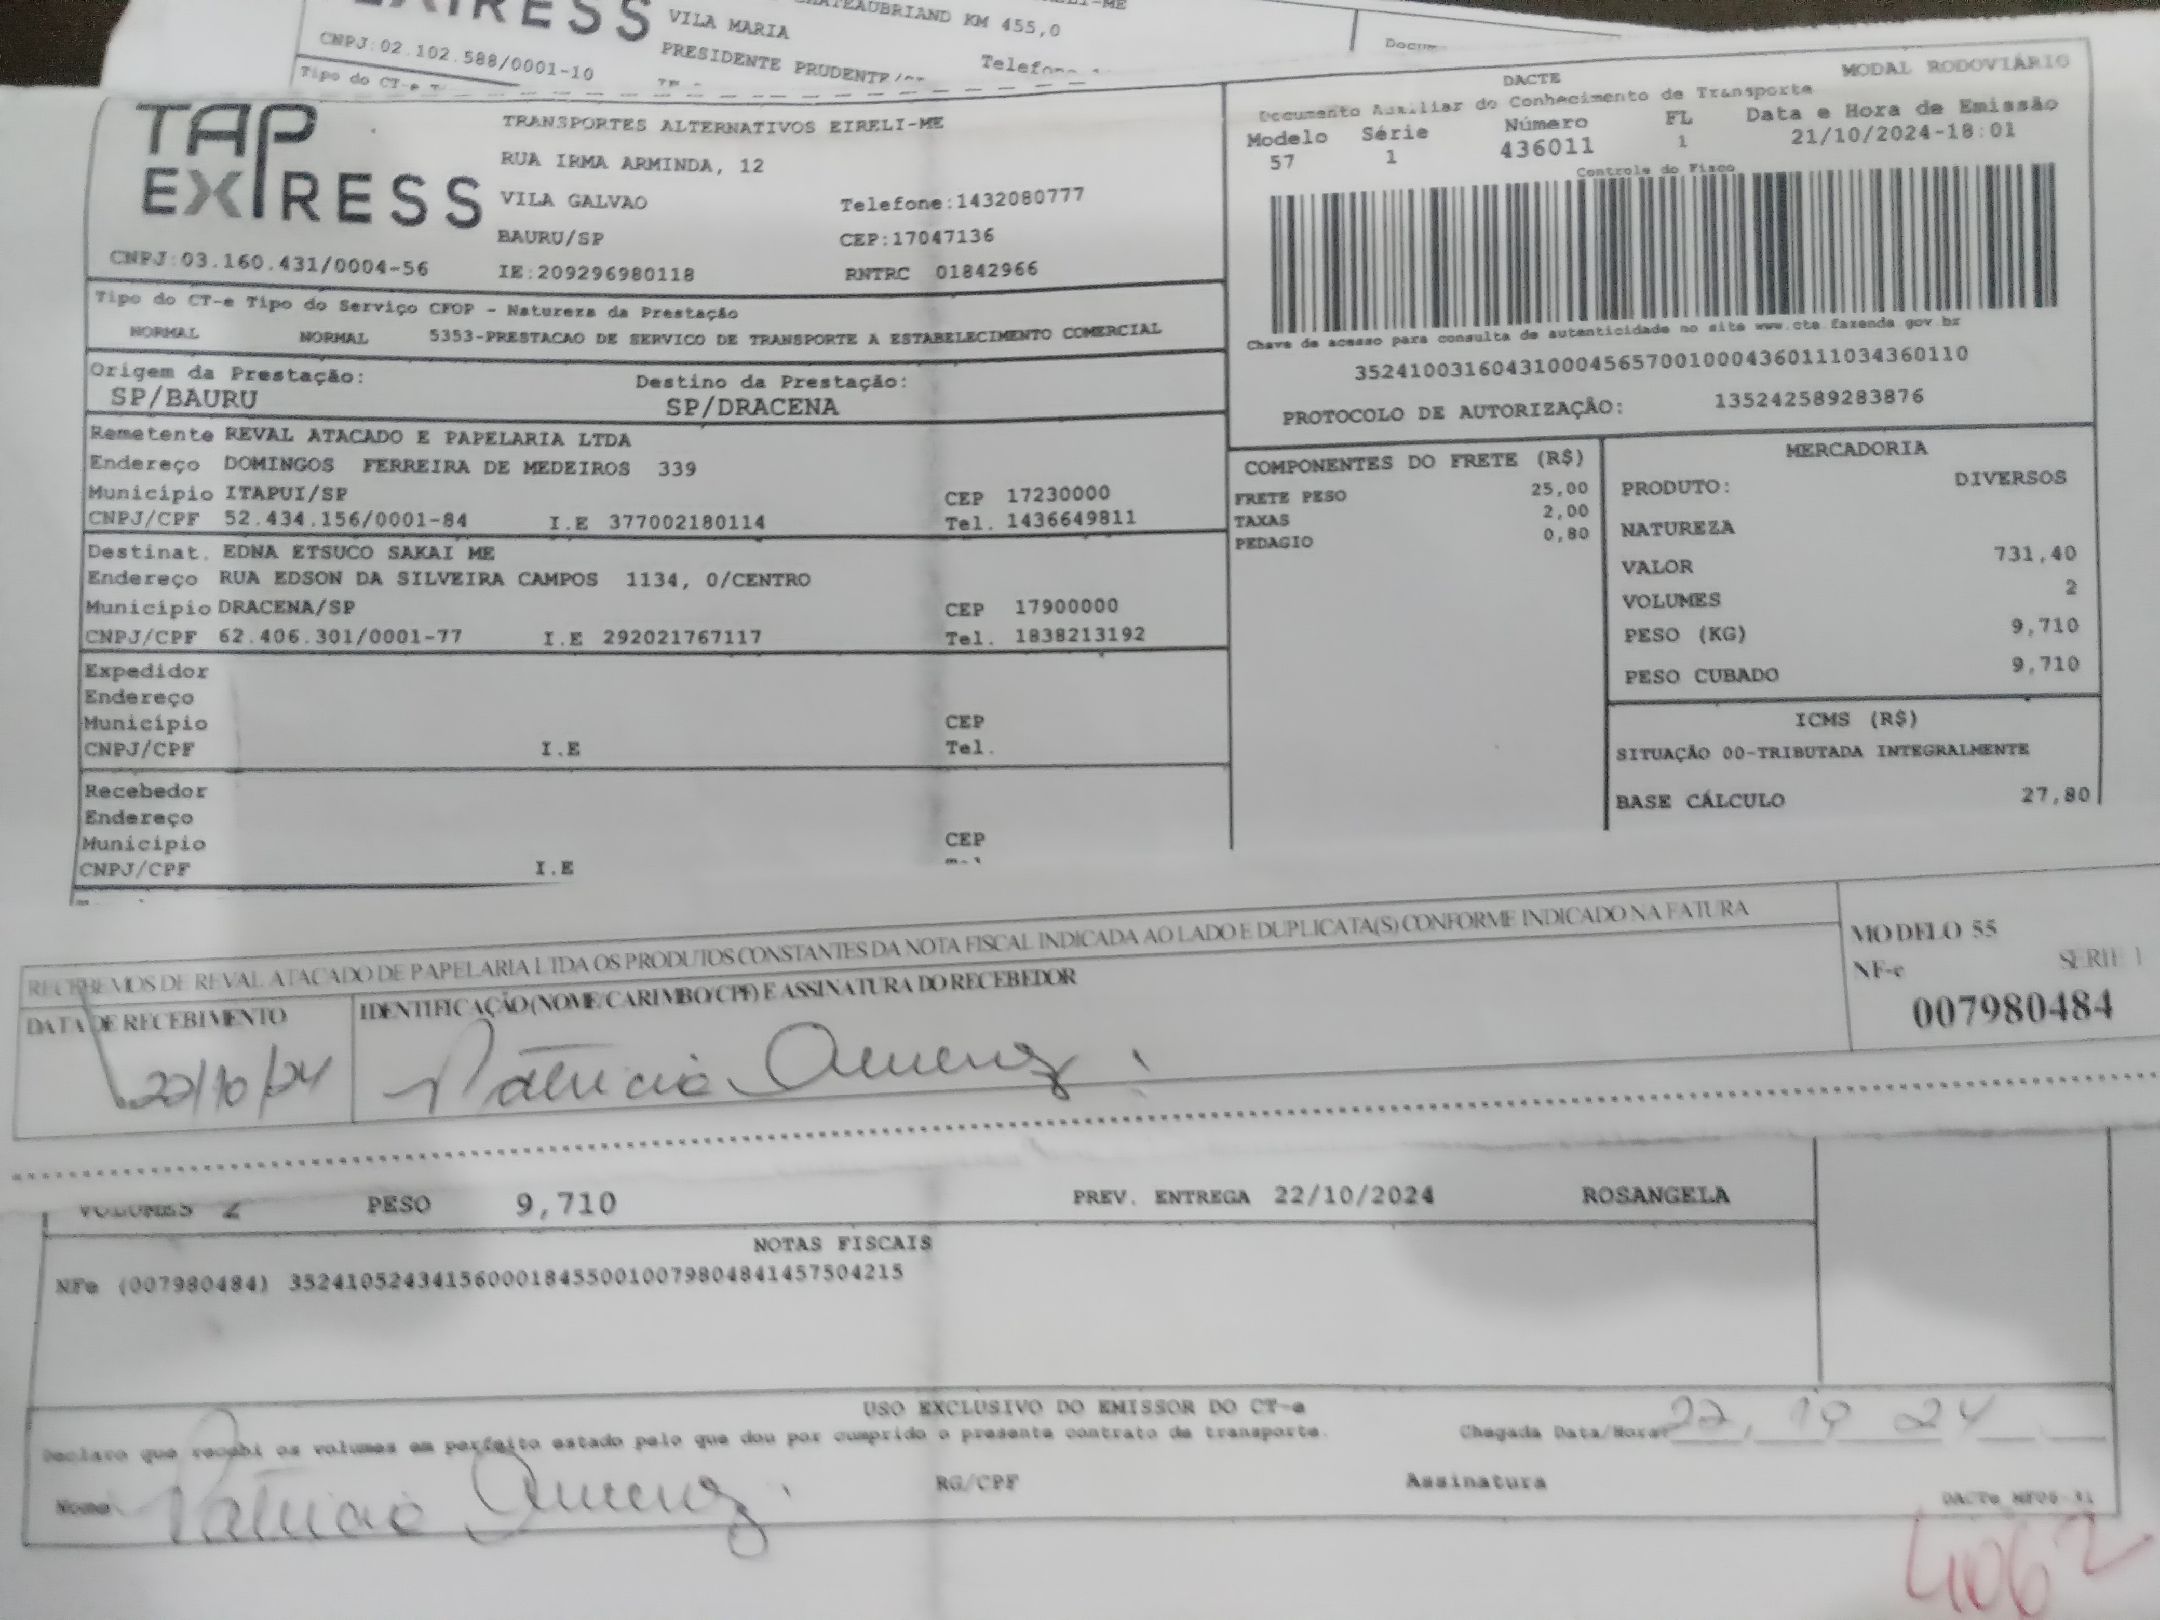 EXPRESS
CHATEAUBRIAND KM 455,0
VILA MARIA
PRESIDENTE PRUDENTE
CNPJ:02.102.588/0001-10
Tipo do CT-e
TAP
EXPRESS
TRANSPORTES ALTERNATIVOS EIRELI-ME
RUA IRMA ARMINDA, 12
VILA GALVAO Telefone:1432080777
BAURU/SP CEP:17047136
CNPJ:03.160.431/0004-56 IE:209296980118 RNTRC 01842966
DACTE MODAL RODOVIÁRIO
Documento Auxiliar do Conhecimento de Transporte
Modelo Série Número FL Data e Hora de Emissão
57 1 436011 1 21/10/2024-18:01
Controle do Fisco
Chave de acesso para consulta de autenticidade no site www.cte.fazenda.gov.br
35241003160431000456570010004360111034360110
PROTOCOLO DE AUTORIZAÇÃO: 135242589283876
Tipo do CT-e Tipo do Serviço CFOP - Natureza da Prestação
NORMAL NORMAL 5353-PRESTACAO DE SERVICO DE TRANSPORTE A ESTABELECIMENTO COMERCIAL
Origem da Prestação: Destino da Prestação:
SP/BAURU SP/DRACENA
Remetente REVAL ATACADO E PAPELARIA LTDA
Endereço DOMINGOS FERREIRA DE MEDEIROS 339
Município ITAPUI/SP CEP 17230000
CNPJ/CPF 52.434.156/0001-84 I.E 377002180114 Tel. 1436649811
Destinat. EDNA ETSUCO SAKAI ME
Endereço RUA EDSON DA SILVEIRA CAMPOS 1134, 0/CENTRO
Município DRACENA/SP CEP 17900000
CNPJ/CPF 62.406.301/0001-77 I.E 292021767117 Tel. 1838213192
Expedidor
Endereço
Município CEP
CNPJ/CPF I.E Tel.
Recebedor
Endereço
Município CEP
CNPJ/CPF I.E
COMPONENTES DO FRETE (R$)
FRETE PESO 25,00
TAXAS 2,00
PEDAGIO 0,80
MERCADORIA
PRODUTO: DIVERSOS
NATUREZA
VALOR 731,40
VOLUMES 2
PESO (KG) 9,710
PESO CUBADO 9,710
ICMS (R$)
SITUAÇÃO 00-TRIBUTADA INTEGRALMENTE
BASE CÁLCULO 27,80
RECEBEMOS DE REVAL ATACADO DE PAPELARIA LTDA OS PRODUTOS CONSTANTES DA NOTA FISCAL INDICADA AO LADO E DUPLICATA(S) CONFORME INDICADO NA FATURA
DATA DE RECEBIMENTO IDENTIFICAÇÃO (NOME/CARIMBO/CPF) E ASSINATURA DO RECEBEDOR
22/10/24
MODELO 55
NF-e SERIE 1
007980484
VOLUMES 2 PESO 9,710 PREV. ENTREGA 22/10/2024 ROSANGELA
NOTAS FISCAIS
NFe (007980484) 35241052434156000184550010079804841457504215
USO EXCLUSIVO DO EMISSOR DO CT-e
Declaro que recebi os volumes em perfeito estado pelo que dou por cumprido o presente contrato de transporte. Chegada Data/Hora: 22, 10 24
Nome: RG/CPF Assinatura
4062